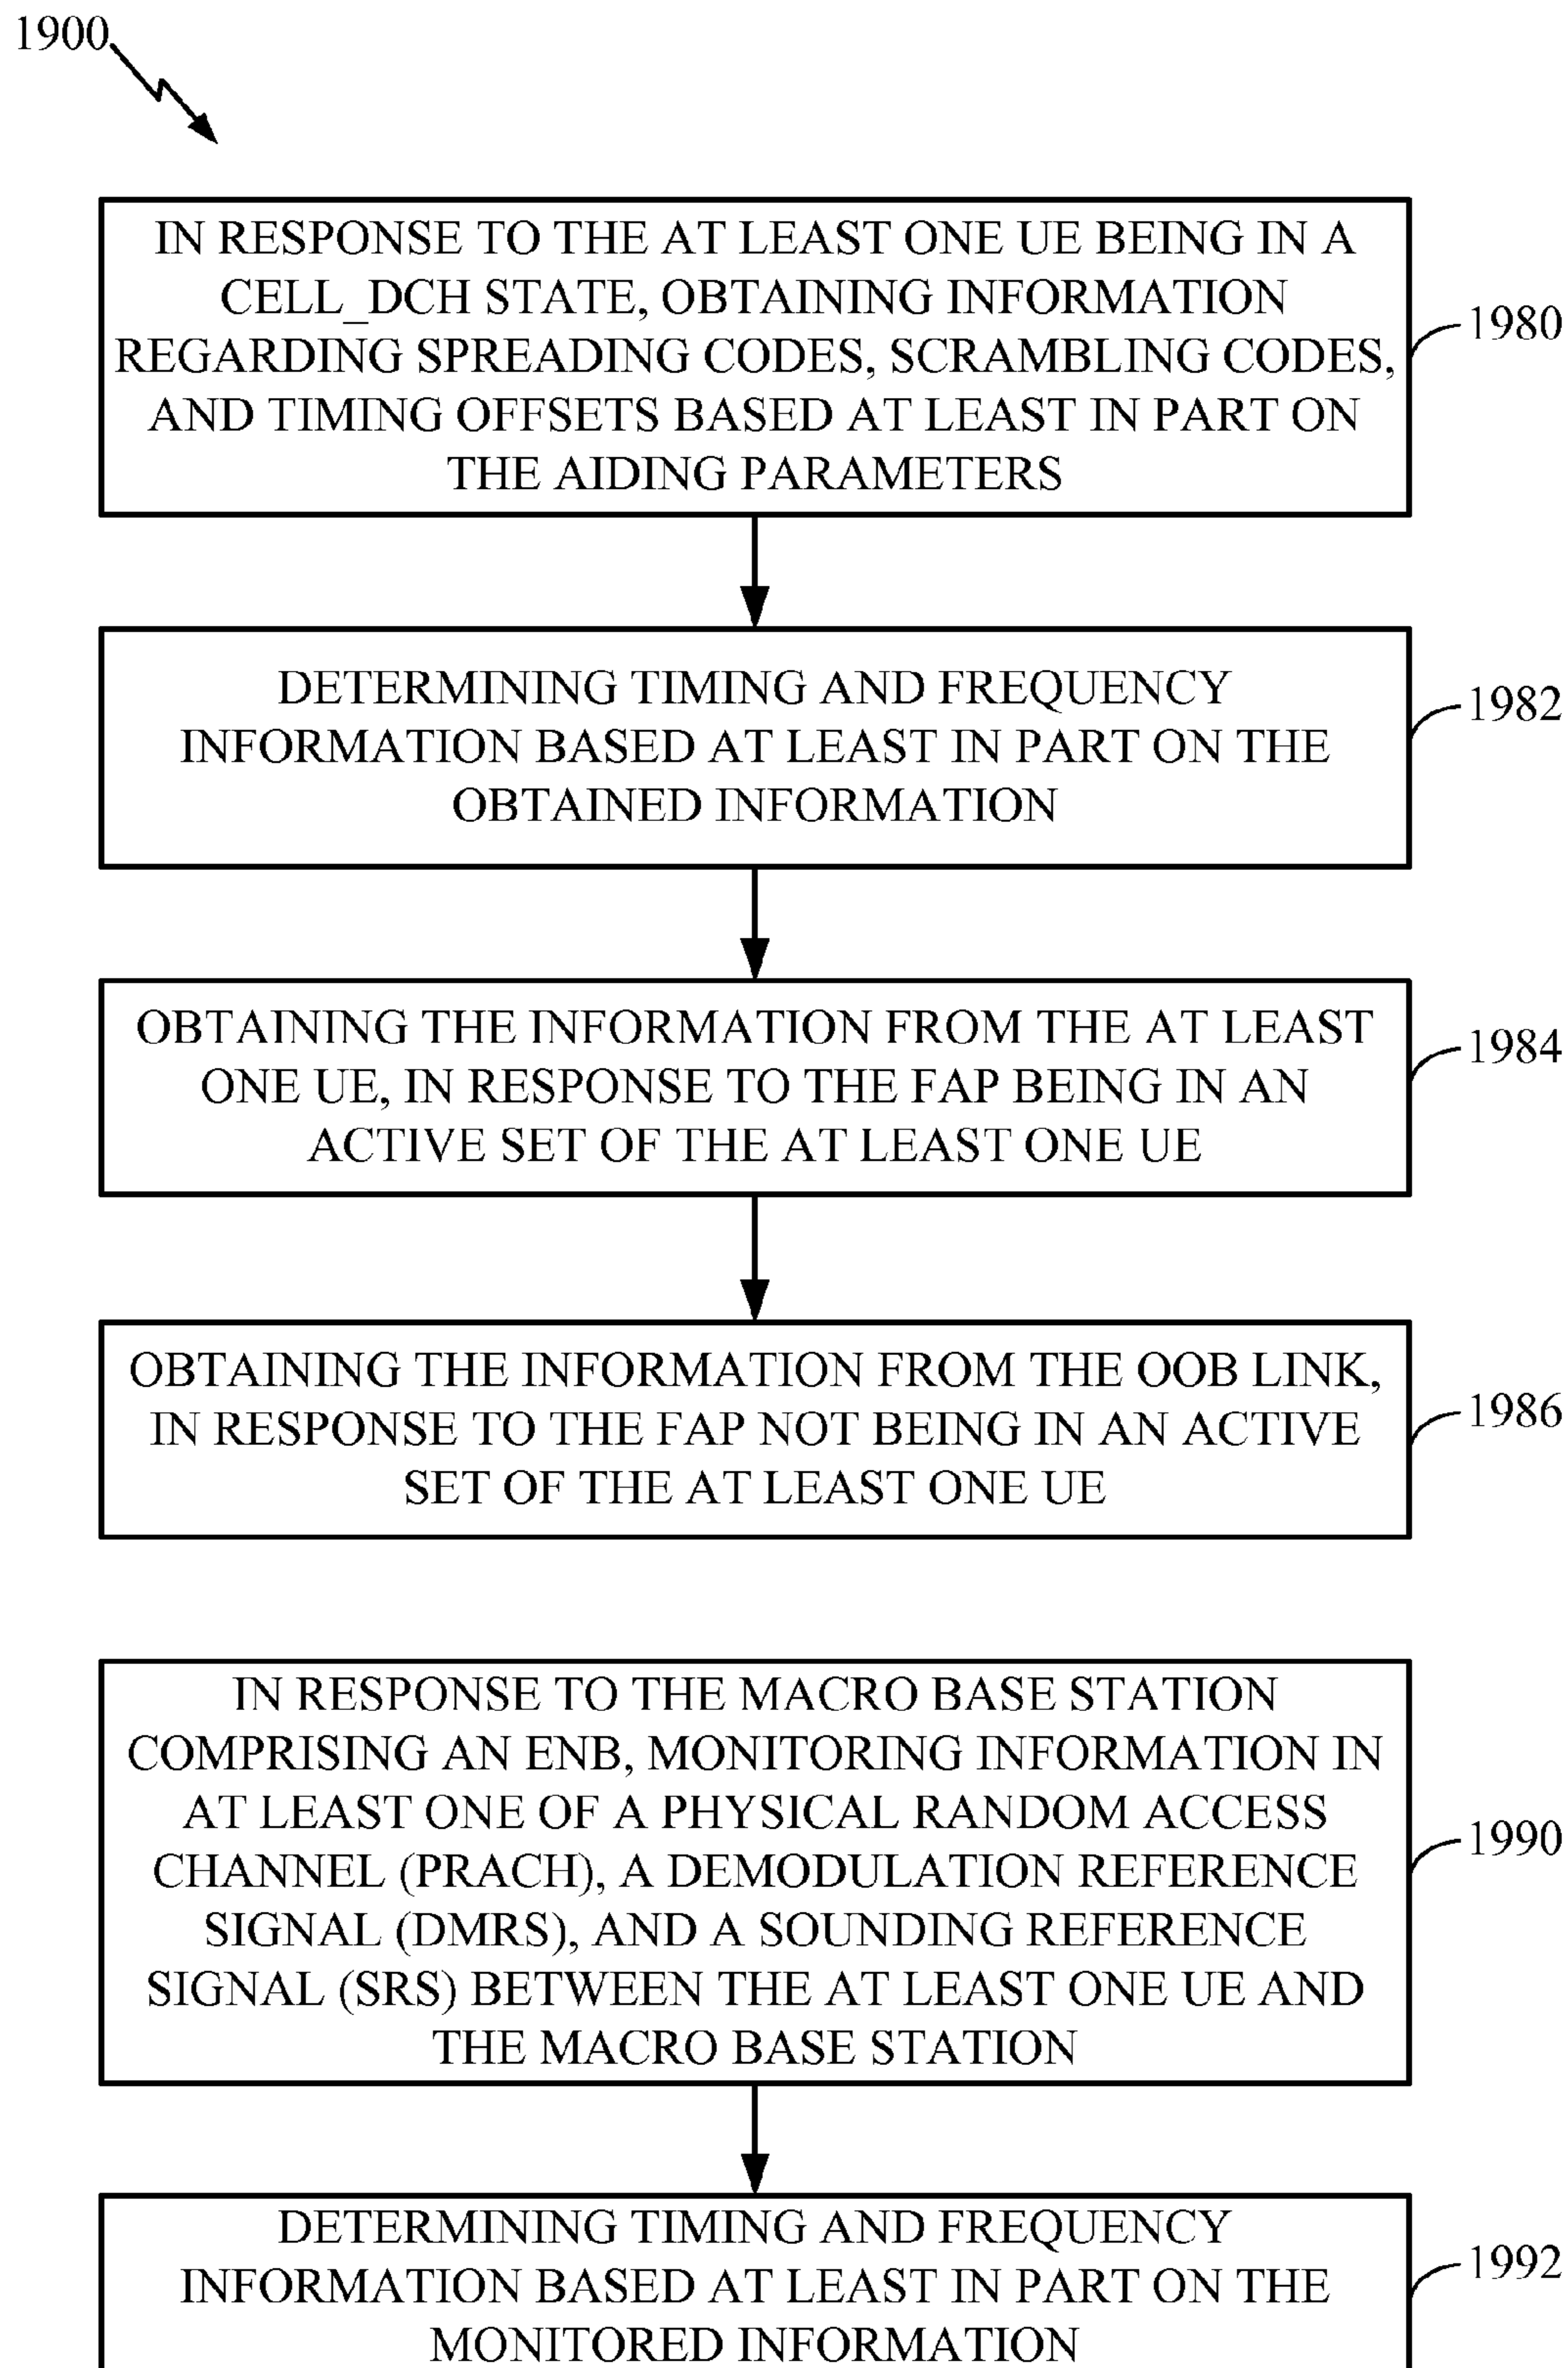 1900
IN RESPONSE TO THE AT LEAST ONE UE BEING IN A
CELL_DCH STATE, OBTAINING INFORMATION
REGARDING SPREADING CODES, SCRAMBLING CODES,
AND TIMING OFFSETS BASED AT LEAST IN PART ON
THE AIDING PARAMETERS
1980
DETERMINING TIMING AND FREQUENCY
INFORMATION BASED AT LEAST IN PART ON THE
OBTAINED INFORMATION
1982
OBTAINING THE INFORMATION FROM THE AT LEAST
ONE UE, IN RESPONSE TO THE FAP BEING IN AN
ACTIVE SET OF THE AT LEAST ONE UE
1984
OBTAINING THE INFORMATION FROM THE OOB LINK,
IN RESPONSE TO THE FAP NOT BEING IN AN ACTIVE
SET OF THE AT LEAST ONE UE
1986
IN RESPONSE TO THE MACRO BASE STATION
COMPRISING AN ENB, MONITORING INFORMATION IN
AT LEAST ONE OF A PHYSICAL RANDOM ACCESS
CHANNEL (PRACH), A DEMODULATION REFERENCE
SIGNAL (DMRS), AND A SOUNDING REFERENCE
SIGNAL (SRS) BETWEEN THE AT LEAST ONE UE AND
THE MACRO BASE STATION
1990
DETERMINING TIMING AND FREQUENCY
INFORMATION BASED AT LEAST IN PART ON THE
MONITORED INFORMATION
1992